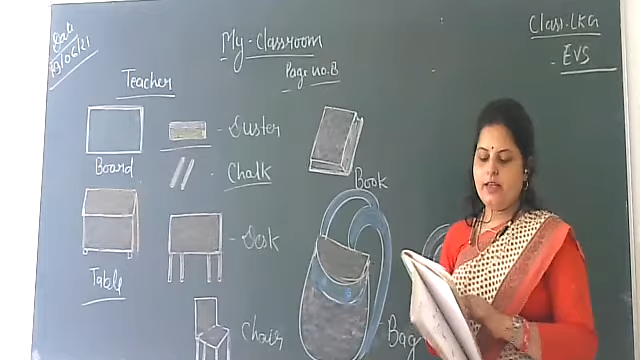 Date
19/06/21
My Classroom
Page no. 8
Class-LKG
EVS
Teacher
Board
- Duster
Chalk
Book
Table
- Desk
Chair
Bag